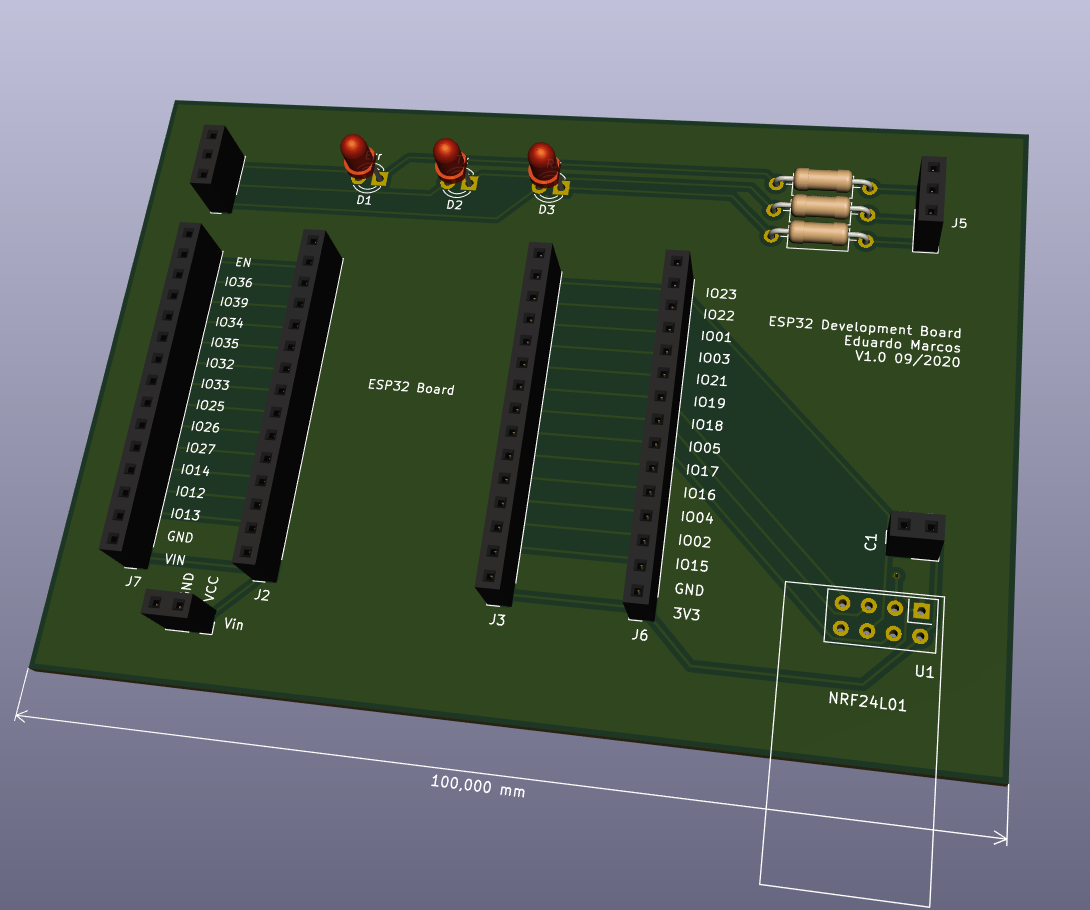 D1
D2
D3
J5
EN
IO36
IO39
IO34
IO35
IO32
IO33
IO25
IO26
IO27
IO14
IO12
IO13
GND
VIN
ESP32 Board
IO23
IO22
IO01
IO03
IO21
IO19
IO18
IO05
IO17
IO16
IO04
IO02
IO15
GND
3V3
ESP32 Development Board
Eduardo Marcos
V1.0 09/2020
C1
J7
VCC
J2
Vin
J3
J6
U1
NRF24L01
100,000 mm